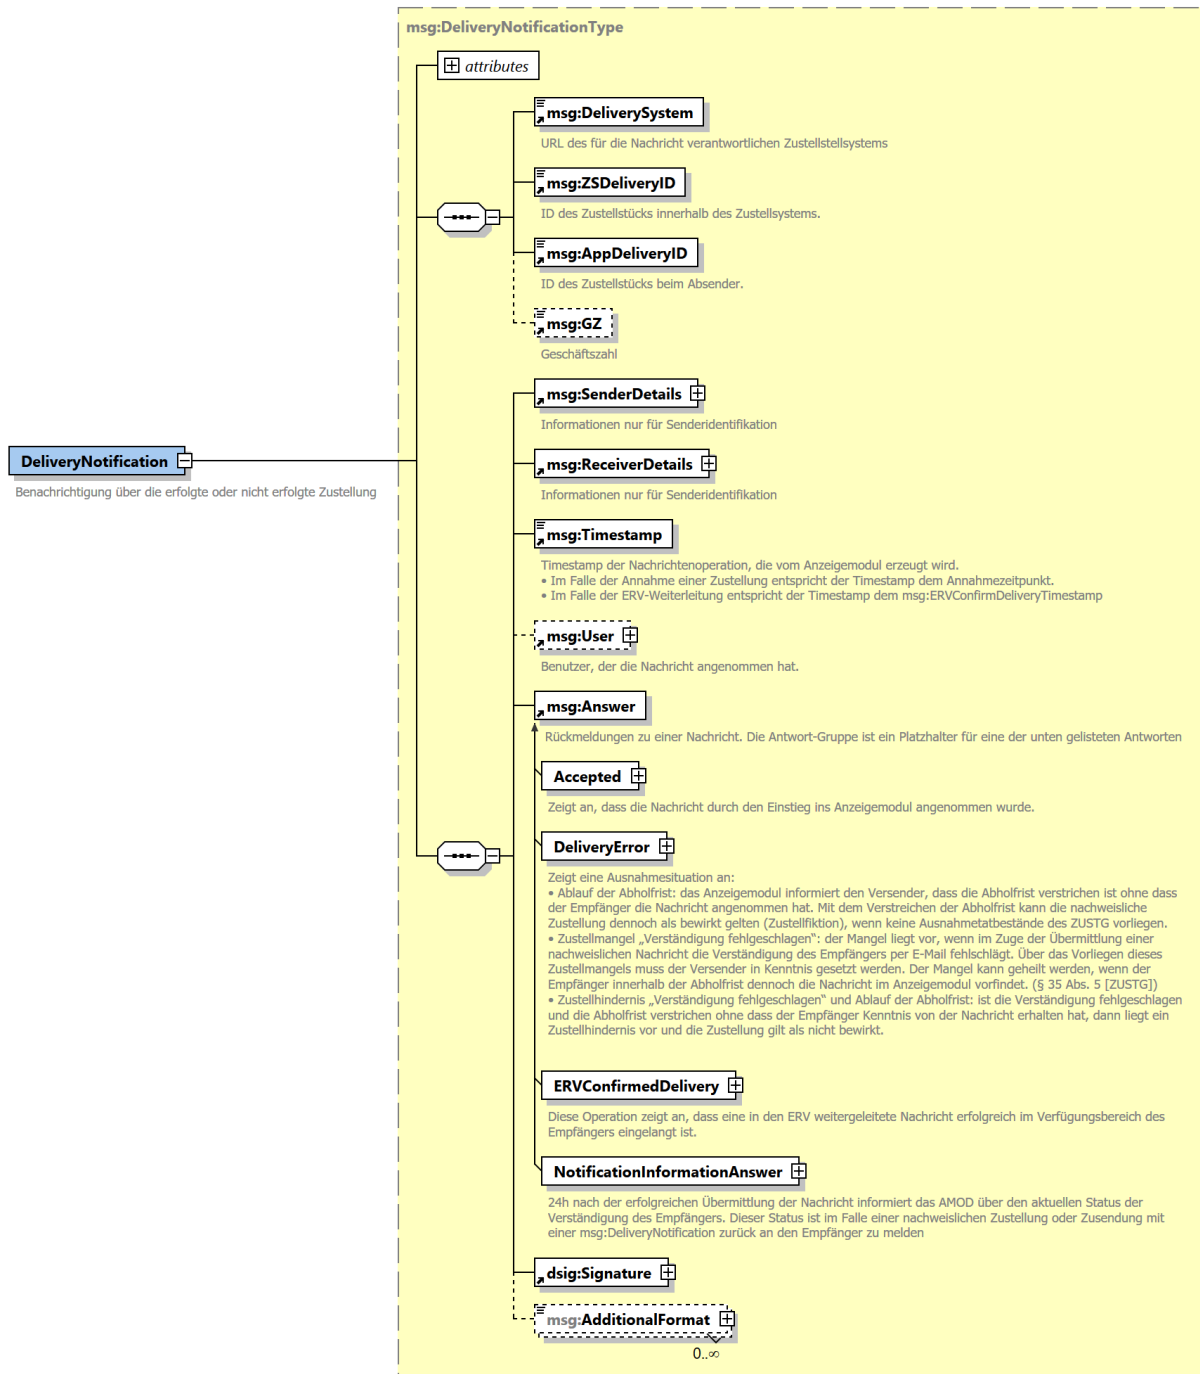 msg:DeliveryNotificationType
attributes
msg:DeliverySystem
URL des für die Nachricht verantwortlichen Zustellstellsystems
msg:ZSDeliveryID
ID des Zustellstücks innerhalb des Zustellsystems.
msg:AppDeliveryID
ID des Zustellstücks beim Absender.
msg:GZ
Geschäftszahl
msg:SenderDetails
Informationen nur für Senderidentifikation
DeliveryNotification
Benachrichtigung über die erfolgte oder nicht erfolgte Zustellung
msg:ReceiverDetails
Informationen nur für Senderidentifikation
msg:Timestamp
Timestamp der Nachrichtenoperation, die vom Anzeigemodul erzeugt wird.
• Im Falle der Annahme einer Zustellung entspricht der Timestamp dem Annahmezeitpunkt.
• Im Falle der ERV-Weiterleitung entspricht der Timestamp dem msg:ERVConfirmDeliveryTimestamp
msg:User
Benutzer, der die Nachricht angenommen hat.
msg:Answer
Rückmeldungen zu einer Nachricht. Die Antwort-Gruppe ist ein Platzhalter für eine der unten gelisteten Antworten
Accepted
Zeigt an, dass die Nachricht durch den Einstieg ins Anzeigemodul angenommen wurde.
DeliveryError
Zeigt eine Ausnahmesituation an:
• Ablauf der Abholfrist: das Anzeigemodul informiert den Versender, dass die Abholfrist verstrichen ist ohne dass
der Empfänger die Nachricht angenommen hat. Mit dem Verstreichen der Abholfrist kann die nachweisliche
Zustellung dennoch als bewirkt gelten (Zustellfiktion), wenn keine Ausnahmetatbestände des ZUSTG vorliegen.
• Zustellmangel „Verständigung fehlgeschlagen“: der Mangel liegt vor, wenn im Zuge der Übermittlung einer
nachweislichen Nachricht die Verständigung des Empfängers per E-Mail fehlschlägt. Über das Vorliegen dieses
Zustellmangels muss der Versender in Kenntnis gesetzt werden. Der Mangel kann geheilt werden, wenn der
Empfänger innerhalb der Abholfrist dennoch die Nachricht im Anzeigemodul vorfindet. (§ 35 Abs. 5 [ZUSTG])
• Zustellhindernis „Verständigung fehlgeschlagen“ und Ablauf der Abholfrist: ist die Verständigung fehlgeschlagen
und die Abholfrist verstrichen ohne dass der Empfänger Kenntnis von der Nachricht erhalten hat, dann liegt ein
Zustellhindernis vor und die Zustellung gilt als nicht bewirkt.
ERVConfirmedDelivery
Diese Operation zeigt an, dass eine in den ERV weitergeleitete Nachricht erfolgreich im Verfügungsbereich des
Empfängers eingelangt ist.
NotificationInformationAnswer
24h nach der erfolgreichen Übermittlung der Nachricht informiert das AMOD über den aktuellen Status der
Verständigung des Empfängers. Dieser Status ist im Falle einer nachweislichen Zustellung oder Zusendung mit
einer msg:DeliveryNotification zurück an den Empfänger zu melden
dsig:Signature
msg:AdditionalFormat
0..∞